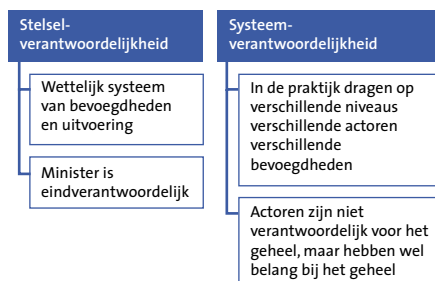 Stelsel-
verantwoordelijkheid
Wettelijk systeem
van bevoegdheden
en uitvoering
Minister is
eindverantwoordelijk
Systeem-
verantwoordelijkheid
In de praktijk dragen op
verschillende niveaus
verschillende actoren
verschillende
bevoegdheden
Actoren zijn niet
verantwoordelijk voor het
geheel, maar hebben wel
belang bij het geheel